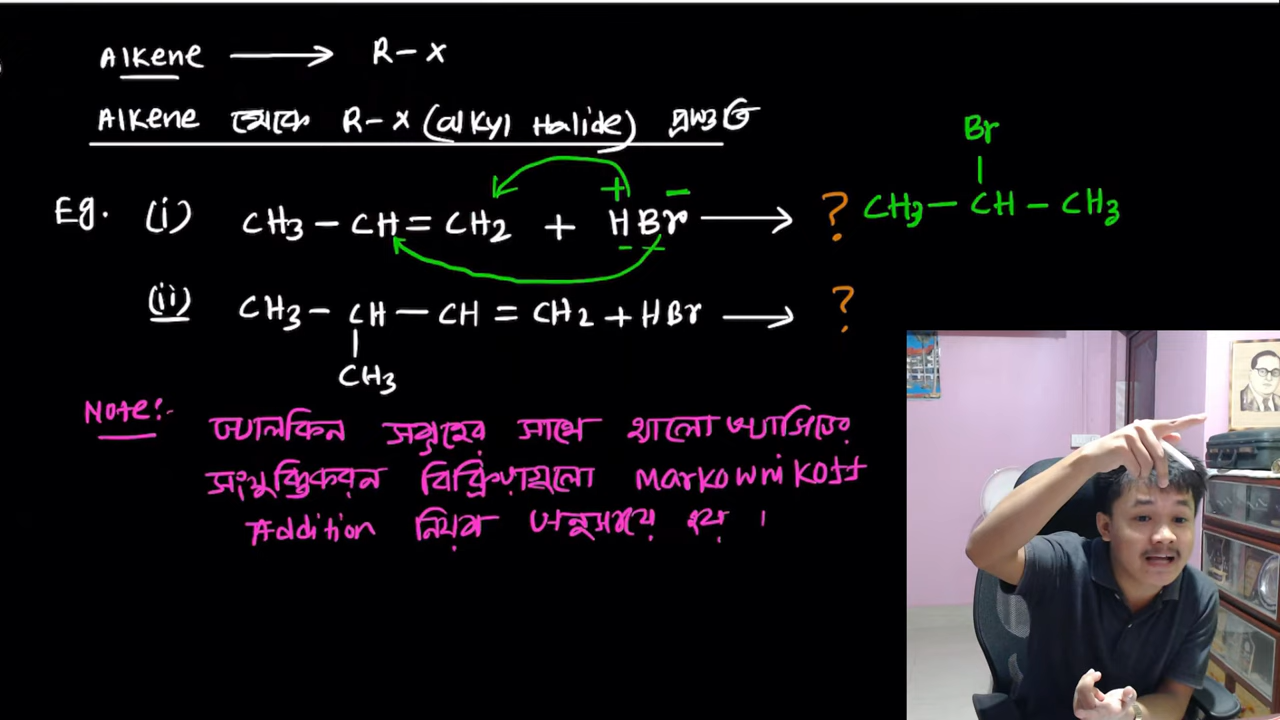 Alkene ⟶ R-X
Alkene থেকে R-X (alkyl Halide) প্রস্তুতি
Br
|
Eg. (i) CH3 - CH = CH2 + HBr ⟶ ? CH3 - CH - CH3
+ -
(ii) CH3 - CH - CH = CH2 + HBr ⟶ ?
|
CH3
Note:- অ্যালকিন সমূহের সাথে হ্যালো অ্যাসিডের
সংযুক্তিকরন বিক্রিয়া হলো Markownikoff
Addition নিয়ম অনুসারে হয়।